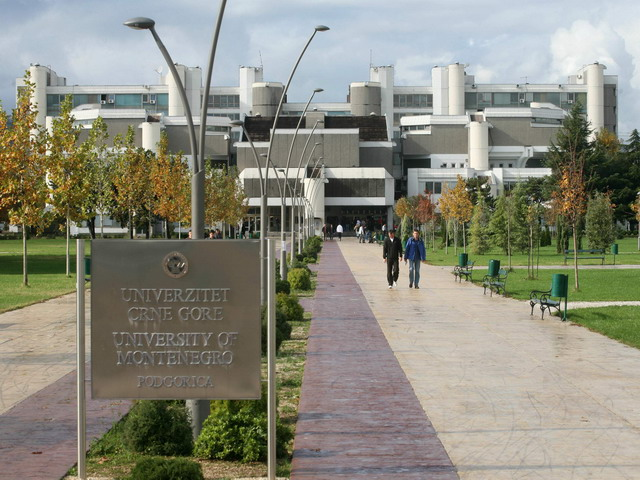 UNIVERZITET
CRNE GORE
UNIVERSITY OF
MONTENEGRO
PODGORICA